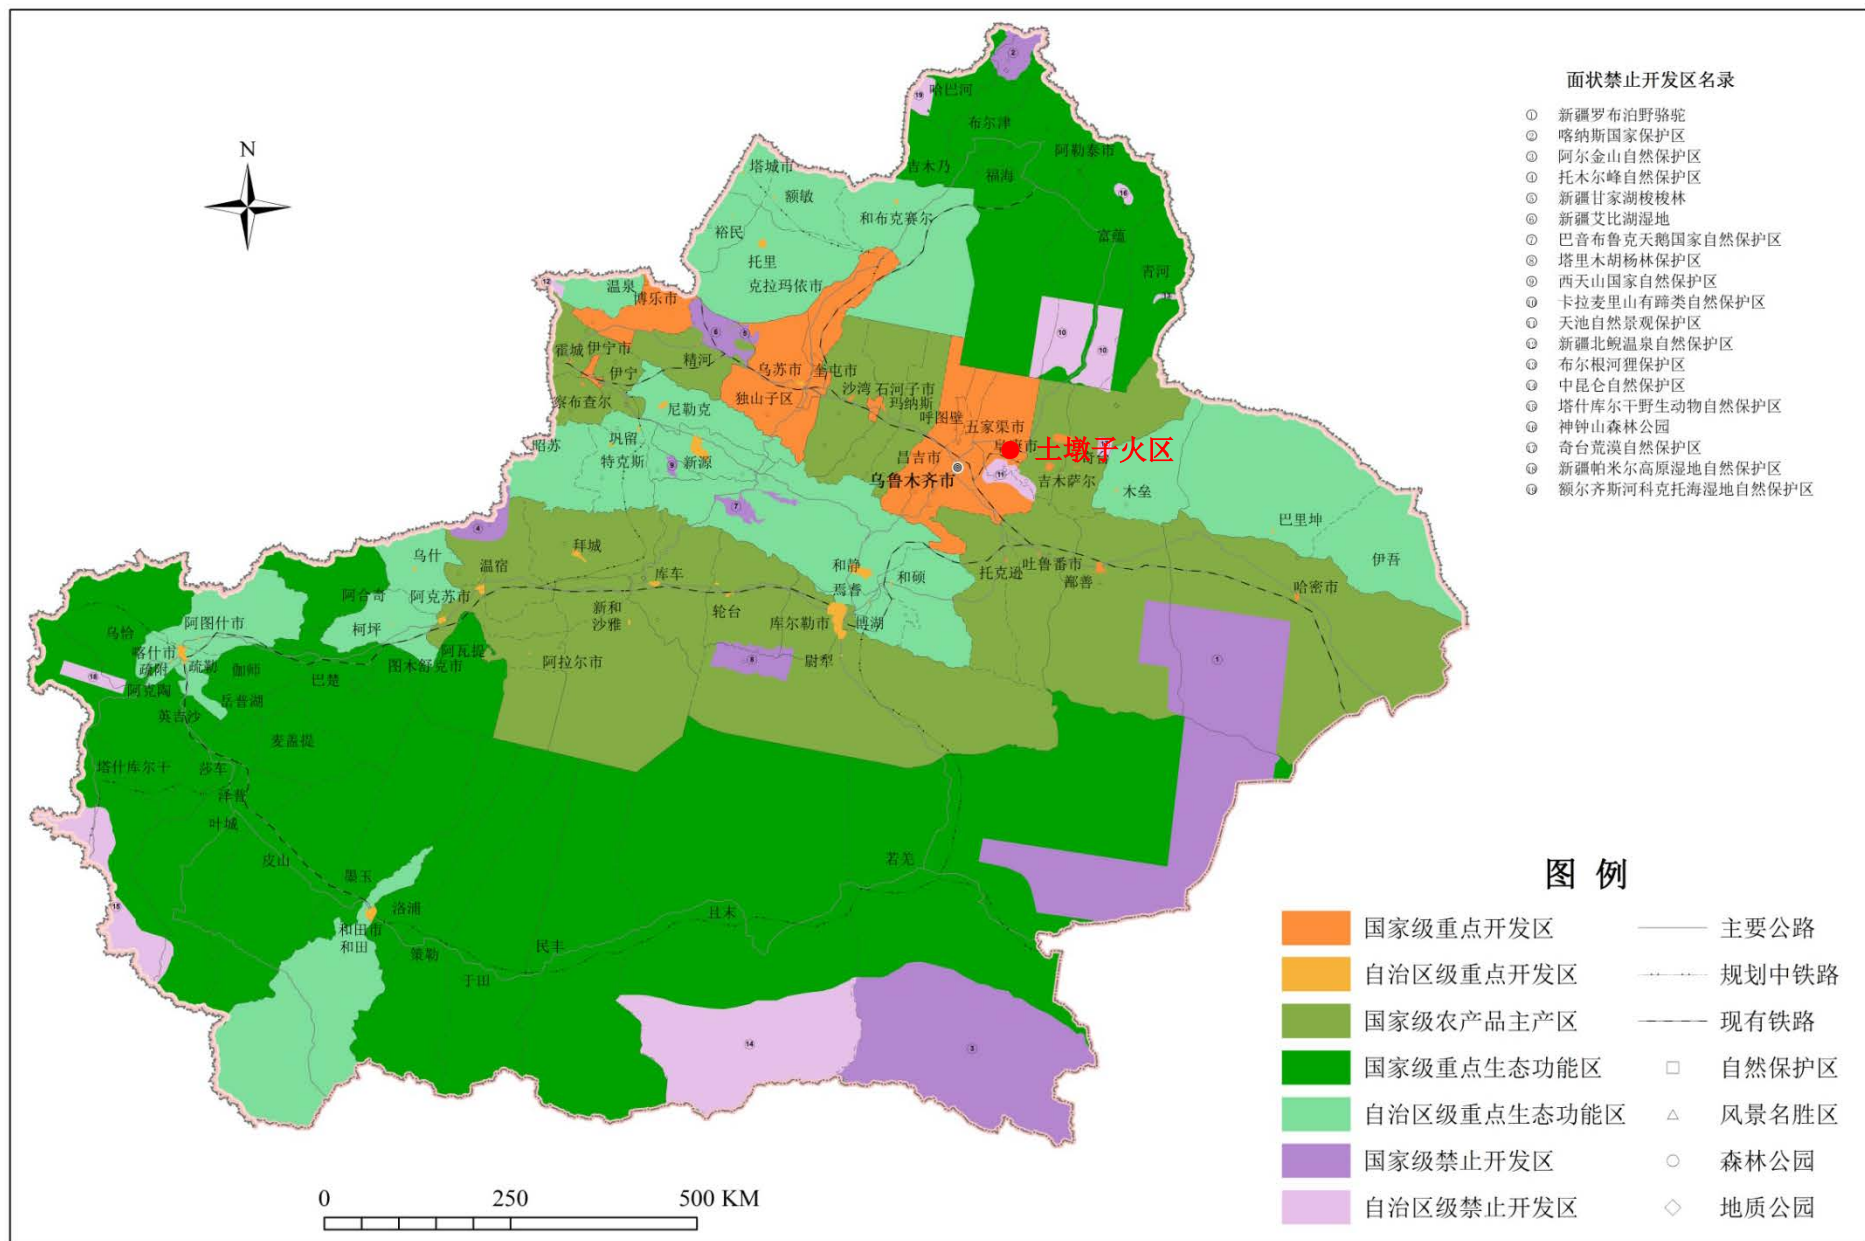 N
面状禁止开发区名录
① 新疆罗布泊野骆驼
② 喀纳斯国家保护区
③ 阿尔金山自然保护区
④ 托木尔峰自然保护区
⑤ 新疆甘家湖梭梭林
⑥ 新疆艾比湖湿地
⑦ 巴音布鲁克天鹅国家自然保护区
⑧ 塔里木胡杨林保护区
⑨ 西天山国家自然保护区
⑩ 卡拉麦里山有蹄类自然保护区
⑪ 天池自然景观保护区
⑫ 新疆北鲵温泉自然保护区
⑬ 布尔根河狸保护区
⑭ 中昆仑自然保护区
⑮ 塔什库尔干野生动物自然保护区
⑯ 神钟山森林公园
⑰ 奇台荒漠自然保护区
⑱ 新疆帕米尔高原湿地自然保护区
⑲ 额尔齐斯河科克托海湿地自然保护区
哈巴河
布尔津
阿勒泰市
吉木乃
福海
塔城市
额敏
和布克赛尔
裕民
富蕴
托里
青河
克拉玛依市
温泉
博乐市
霍城
伊宁市
精河
伊宁
乌苏市
奎屯市
沙湾
石河子市
独山子区
玛纳斯
察布查尔
尼勒克
呼图壁
五家渠市
昭苏
巩留
特克斯
新源
昌吉市
土墩子火区
乌鲁木齐市
吉木萨尔
木垒
巴里坤
伊吾
乌什
温宿
拜城
库车
和静
和硕
焉耆
托克逊
吐鲁番市
鄯善
哈密市
阿合奇
阿克苏市
新和
沙雅
轮台
库尔勒市
博湖
乌恰
阿图什市
柯坪
喀什市
疏附
疏勒
伽师
图木舒克市
阿瓦提
阿拉尔市
尉犁
阿克陶
岳普湖
巴楚
英吉沙
麦盖提
塔什库尔干
莎车
泽普
叶城
皮山
墨玉
若羌
洛浦
和田市
和田
策勒
于田
民丰
且末
图 例
国家级重点开发区
自治区级重点开发区
国家级农产品主产区
国家级重点生态功能区
自治区级重点生态功能区
国家级禁止开发区
自治区级禁止开发区
主要公路
规划中铁路
现有铁路
自然保护区
风景名胜区
森林公园
地质公园
0 250 500 KM